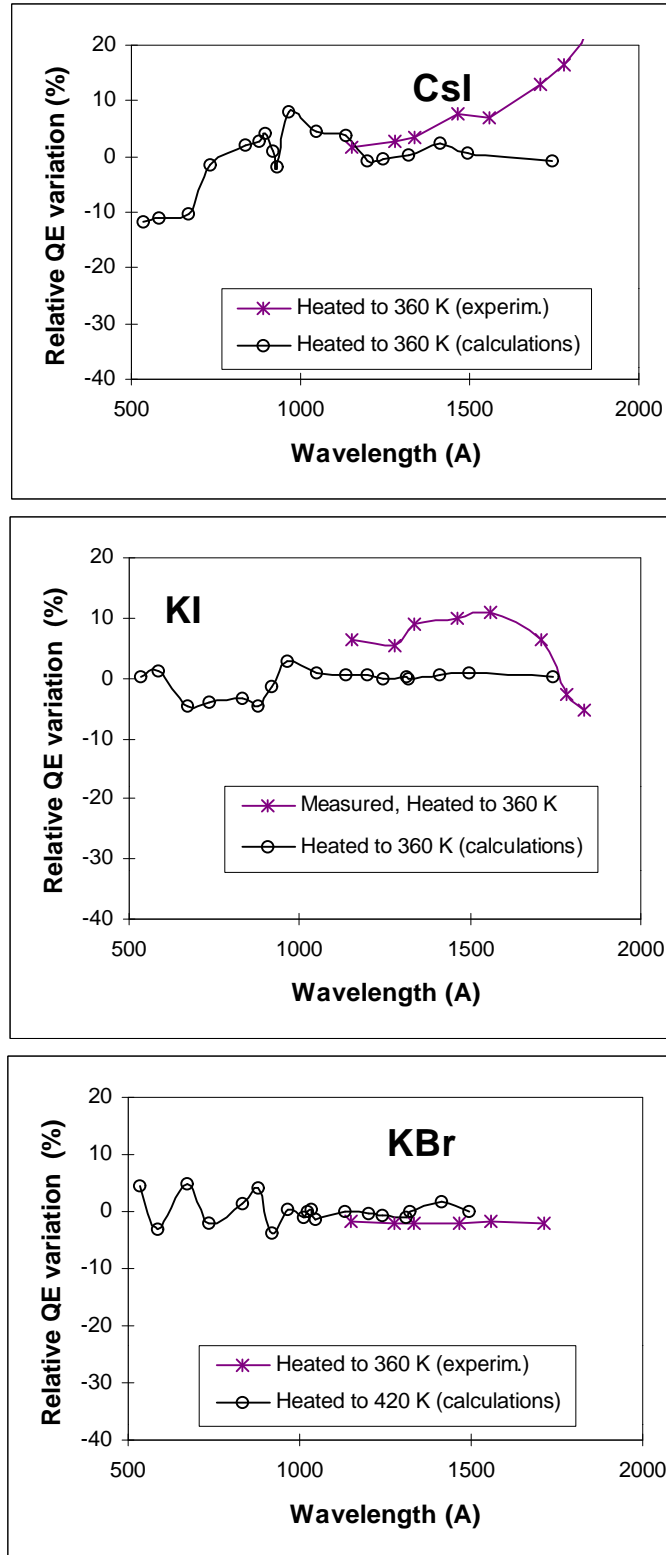 20
10
0
-10
-20
-30
-40
Relative QE variation (%)
CsI
Heated to 360 K (experim.)
Heated to 360 K (calculations)
500 1000 1500 2000
Wavelength (A)
20
10
0
-10
-20
-30
-40
Relative QE variation (%)
KI
Measured, Heated to 360 K
Heated to 360 K (calculations)
500 1000 1500 2000
Wavelength (A)
20
10
0
-10
-20
-30
-40
Relative QE variation (%)
KBr
Heated to 360 K (experim.)
Heated to 420 K (calculations)
500 1000 1500 2000
Wavelength (A)